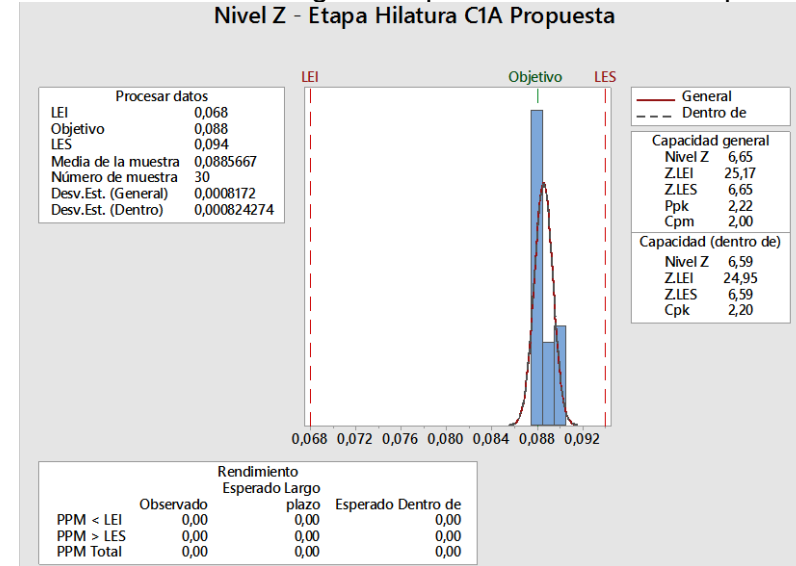 Nivel Z - Etapa Hilatura C1A Propuesta
LEI Objetivo LES
Procesar datos
LEI 0,068
Objetivo 0,088
LES 0,094
Media de la muestra 0,0885667
Número de muestra 30
Desv.Est. (General) 0,0008172
Desv.Est. (Dentro) 0,000824274
General
Dentro de
Capacidad general
Nivel Z 6,65
Z.LEI 25,17
Z.LES 6,65
Ppk 2,22
Cpm 2,00
Capacidad (dentro de)
Nivel Z 6,59
Z.LEI 24,95
Z.LES 6,59
Cpk 2,20
0,068 0,072 0,076 0,080 0,084 0,088 0,092
Rendimiento
Esperado Largo
Observado plazo Esperado Dentro de
PPM < LEI 0,00 0,00 0,00
PPM > LES 0,00 0,00 0,00
PPM Total 0,00 0,00 0,00